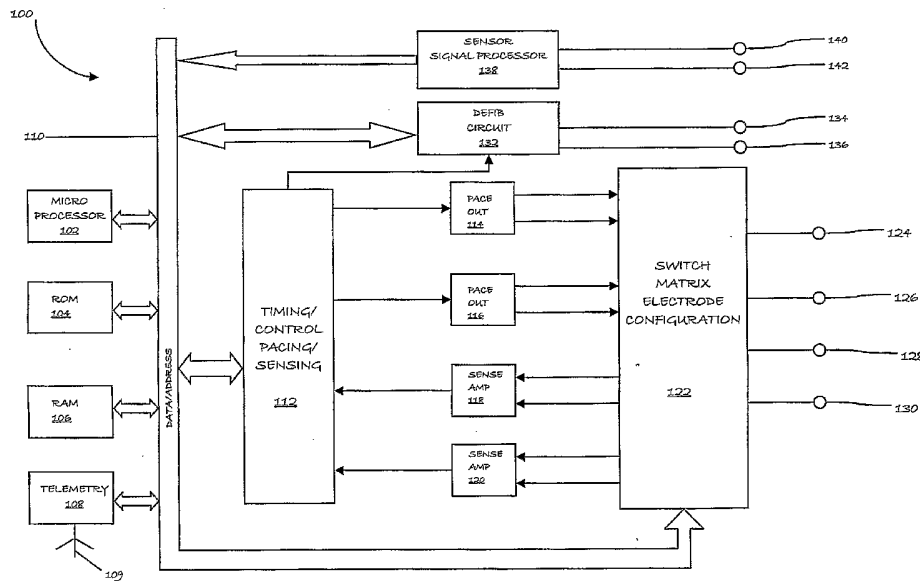 100
SENSOR
SIGNAL PROCESSOR
138
140
142
110
DEFIB
CIRCUIT
132
134
136
MICRO
PROCESSOR
102
PACE
OUT
114
124
ROM
104
TIMING/
CONTROL
PACING/
SENSING
112
PACE
OUT
116
SWITCH
MATRIX
ELECTRODE
CONFIGURATION
122
126
128
DATA/ADDRESS
RAM
106
SENSE
AMP
118
130
TELEMETRY
108
SENSE
AMP
120
109